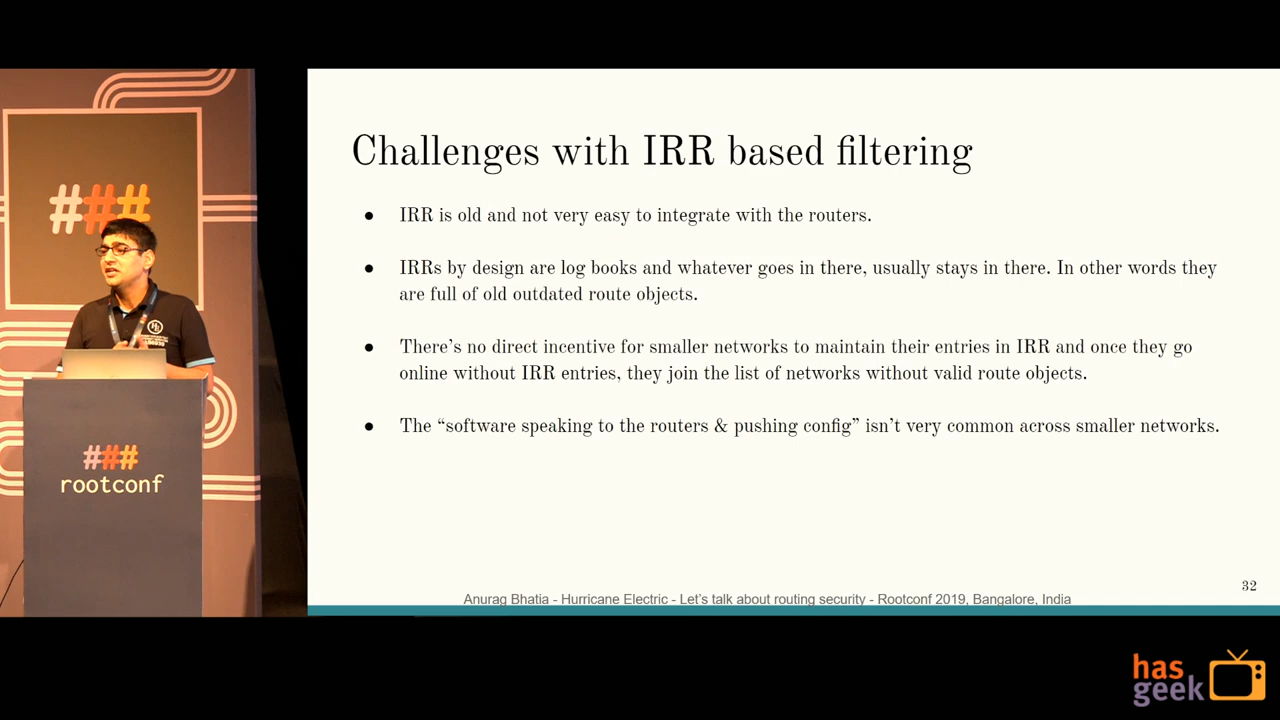 ###
###
rootconf
Challenges with IRR based filtering
● IRR is old and not very easy to integrate with the routers.
● IRRs by design are log books and whatever goes in there, usually stays in there. In other words they
are full of old outdated route objects.
● There's no direct incentive for smaller networks to maintain their entries in IRR and once they go
online without IRR entries, they join the list of networks without valid route objects.
● The “software speaking to the routers & pushing config” isn't very common across smaller networks.
32
Anurag Bhatia - Hurricane Electric - Let's talk about routing security - Rootconf 2019, Bangalore, India
has
geek